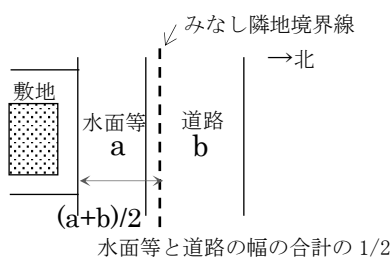 みなし隣地境界線
→北
敷地
水面等
a
道路
b
(a+b)/2
水面等と道路の幅の合計の 1/2